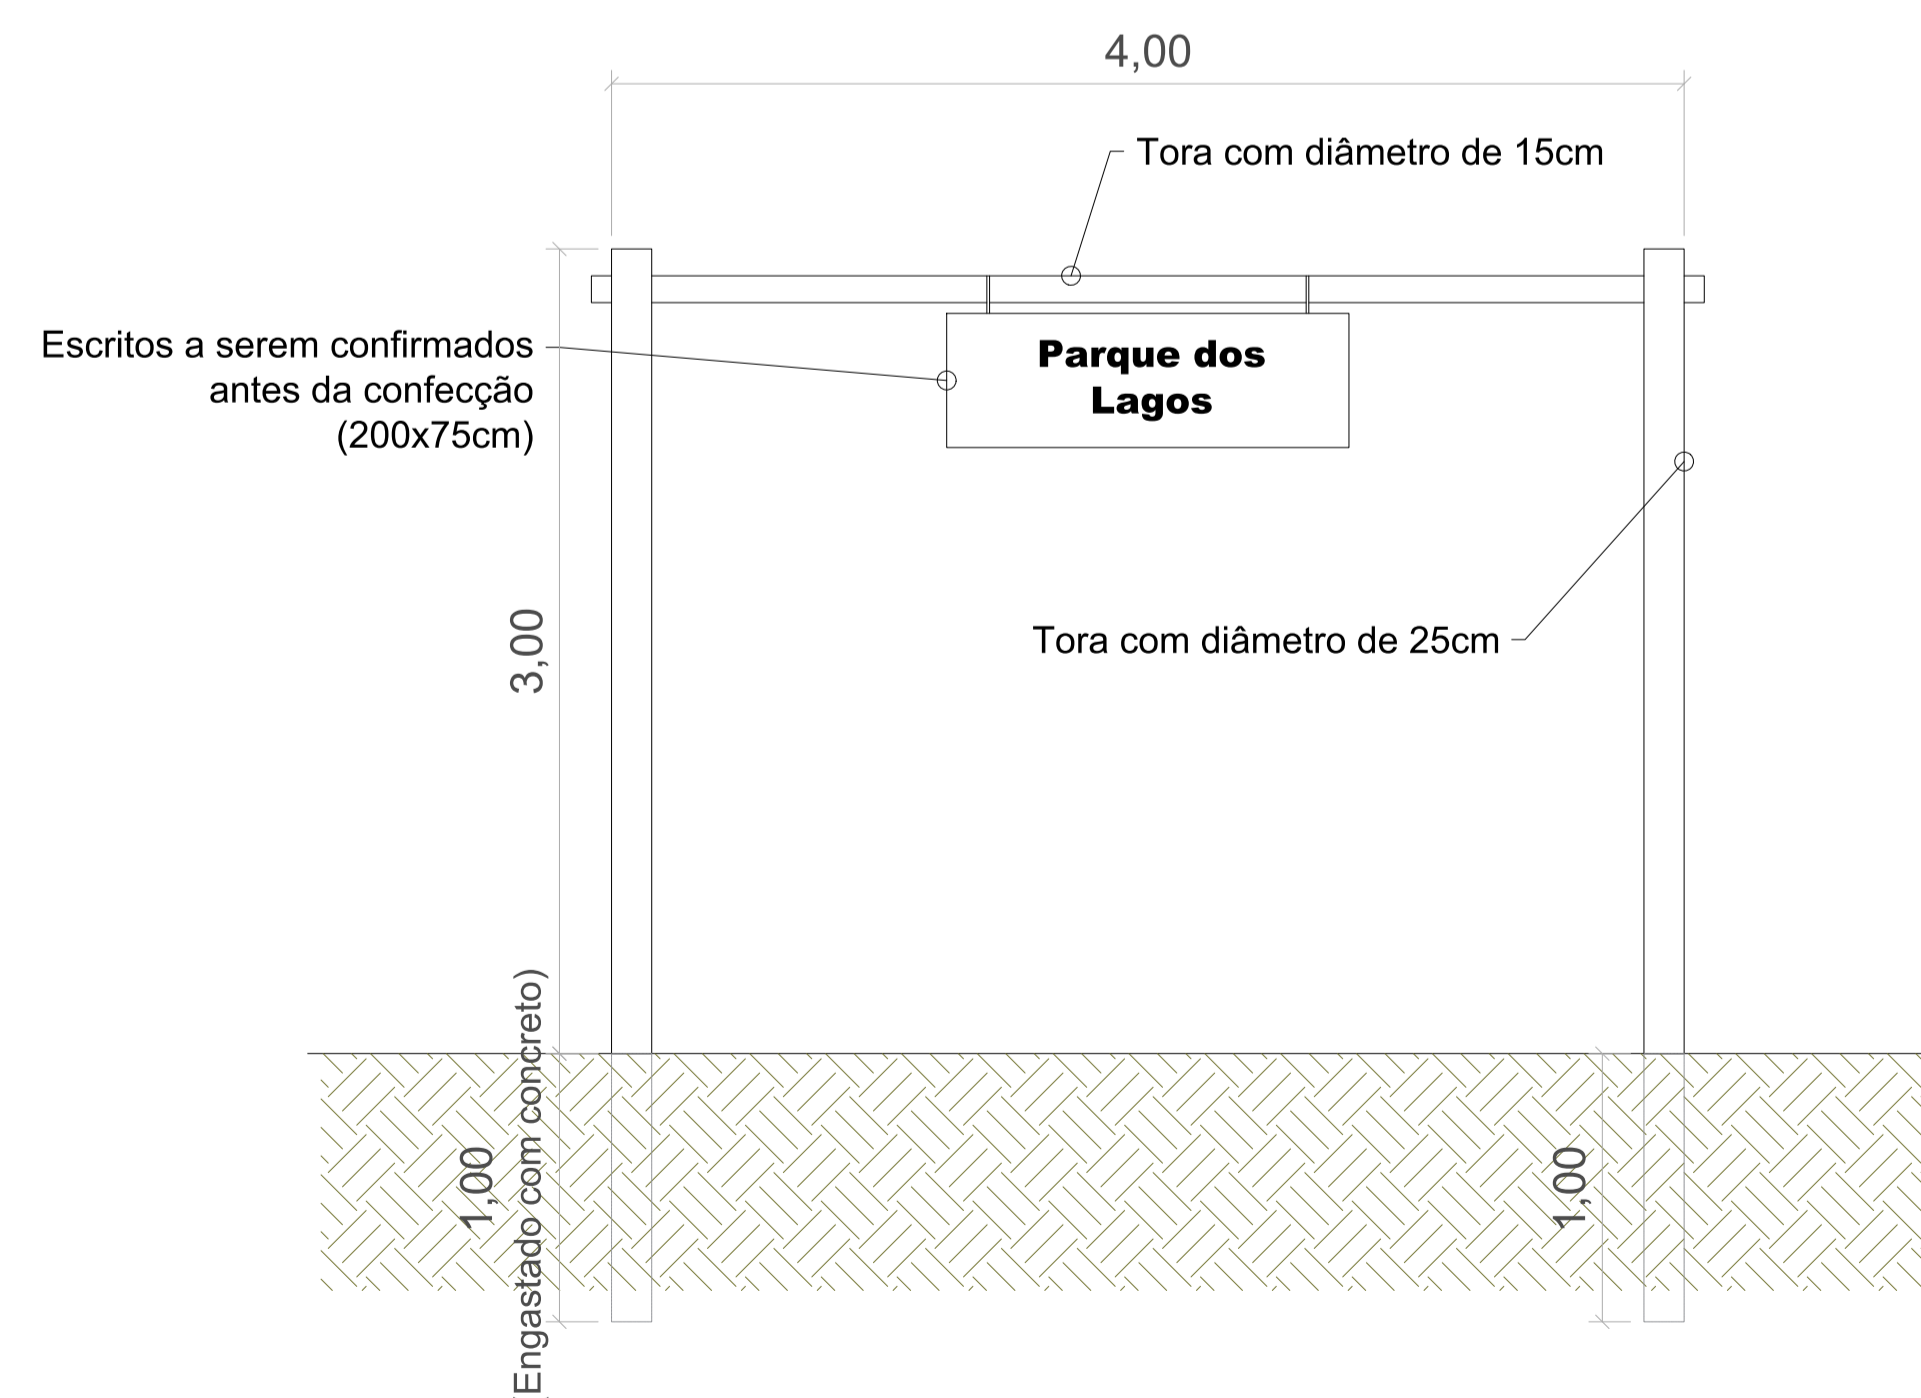 4,00
Tora com diâmetro de 15cm
Escritos a serem confirmados
antes da confecção
(200x75cm)
Parque dos
Lagos
3,00
Tora com diâmetro de 25cm
1,00
(Engastado com concreto)
1,00